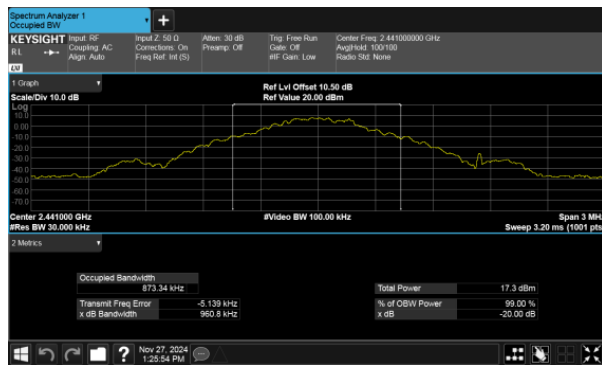 Spectrum Analyzer 1
Occupied BW
+
KEYSIGHT Input: RF Input Z: 50 Ω Atten: 30 dB Trig: Free Run Center Freq: 2.441000000 GHz
RL Coupling: AC Corrections: On Preamp: Off Gate: Off Avg|Hold: 100/100
Align: Auto Freq Ref: Int (S) #IF Gain: Low Radio Std: None
1 Graph
Ref Lvl Offset 10.50 dB
Scale/Div 10.0 dB Ref Value 20.00 dBm
Log
10.0
0.00
-10.0
-20.0
-30.0
-40.0
-50.0
-60.0
-70.0
Center 2.441000 GHz #Video BW 100.00 kHz Span 3 MHz
#Res BW 30.000 kHz Sweep 3.20 ms (1001 pts)
2 Metrics
Occupied Bandwidth
873.34 kHz Total Power 17.3 dBm
Transmit Freq Error -5.139 kHz % of OBW Power 99.00 %
x dB Bandwidth 960.8 kHz x dB -20.00 dB
?
Nov 27, 2024
1:25:54 PM